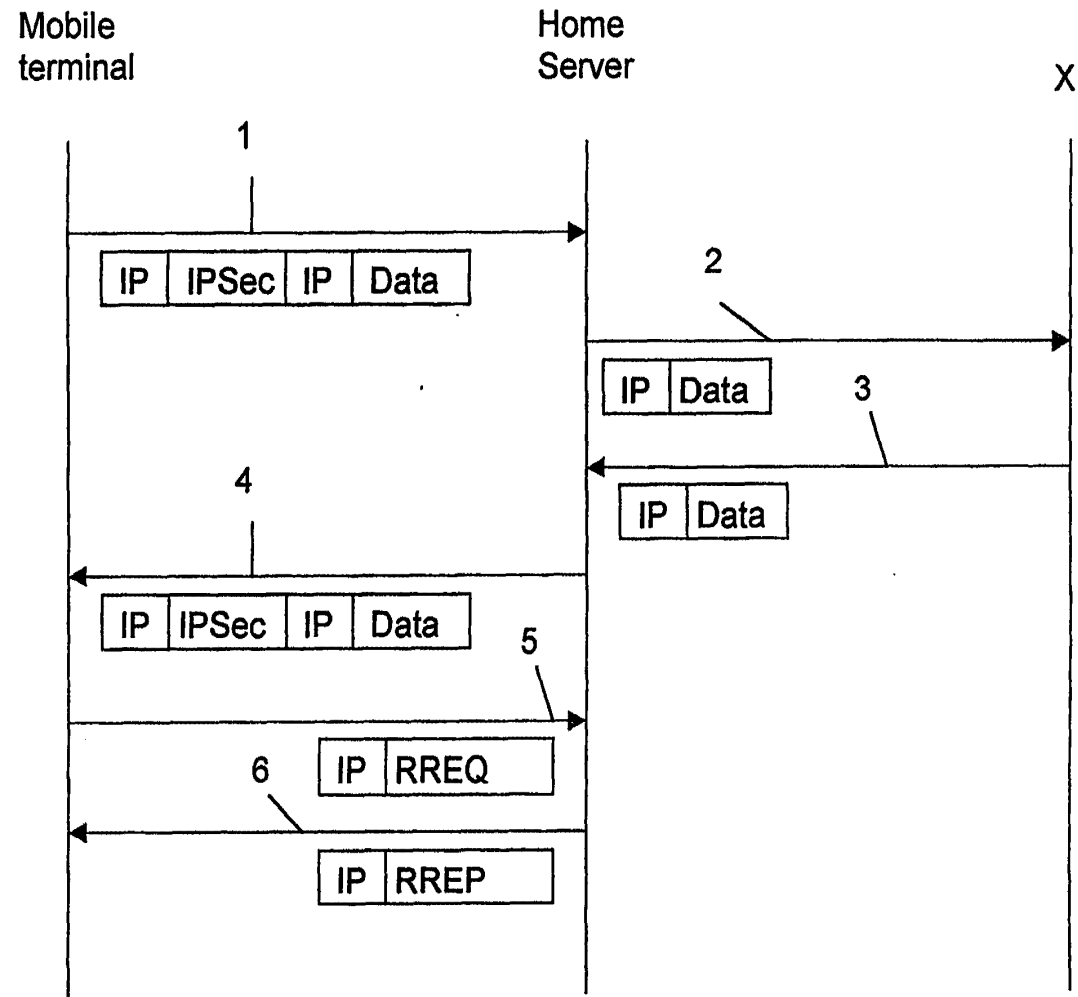 Mobile
terminal
Home
Server
X
1
IP IPSec IP Data
2
IP Data
3
IP Data
4
IP IPSec IP Data
5
IP RREQ
6
IP RREP